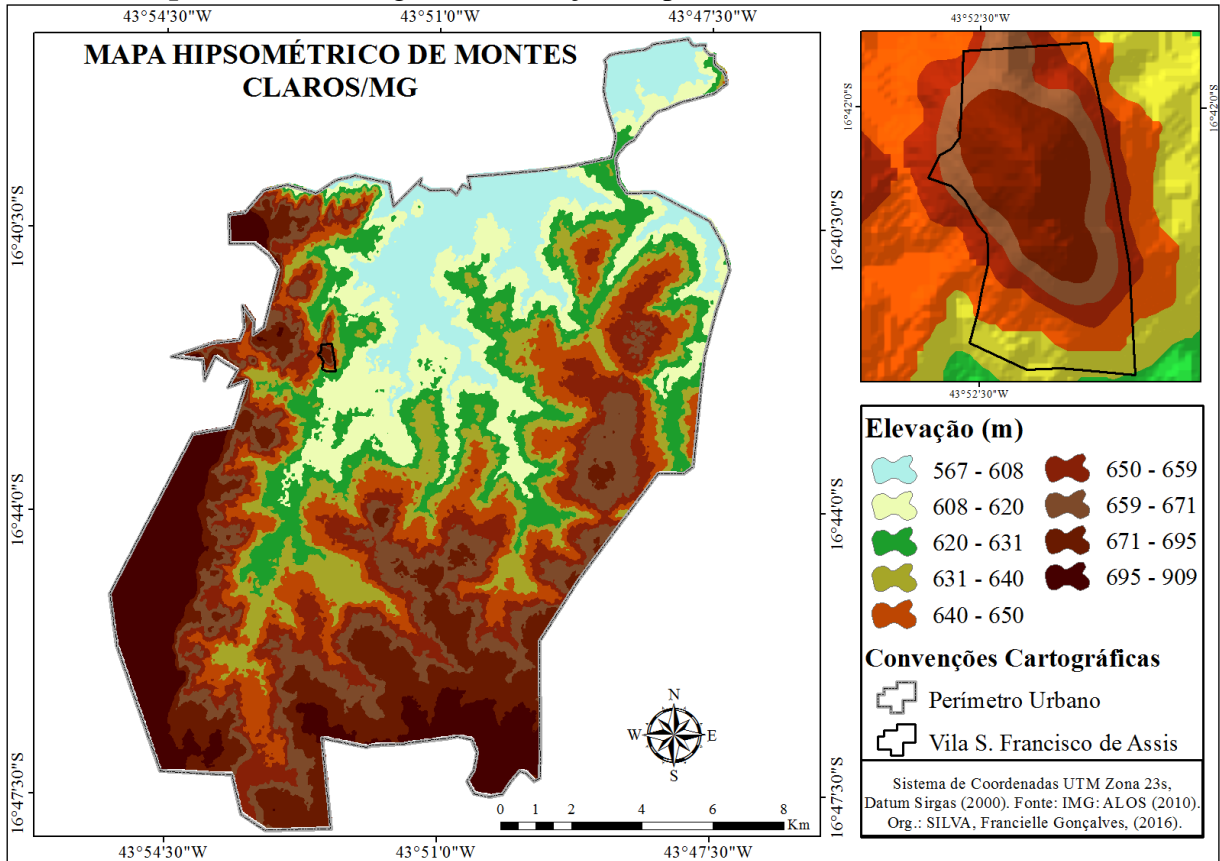 43°54'30"W
43°51'0"W
43°47'30"W
MAPA HIPSOMÉTRICO DE MONTES
CLAROS/MG
16°40'30"S
16°44'0"S
16°47'30"S
16°40'30"S
16°44'0"S
16°47'30"S
N
W
E
S
0
1
2
4
6
8
Km
43°54'30"W
43°51'0"W
43°47'30"W
43°52'30"W
16°42'0"S
16°42'0"S
43°52'30"W
Elevação (m)
567 - 608
608 - 620
620 - 631
631 - 640
640 - 650
650 - 659
659 - 671
671 - 695
695 - 909
Convenções Cartográficas
Perímetro Urbano
Vila S. Francisco de Assis
Sistema de Coordenadas UTM Zona 23s,
Datum Sirgas (2000). Fonte: IMG: ALOS (2010).
Org.: SILVA, Francielle Gonçalves, (2016).